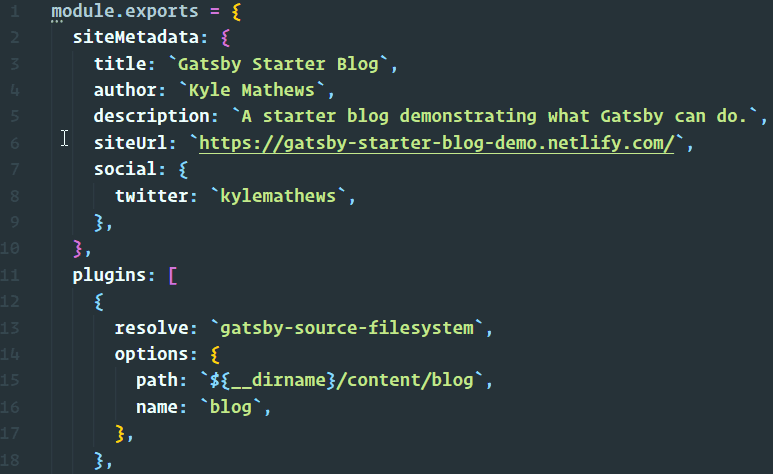 1 module.exports = {
2 siteMetadata: {
3 title: `Gatsby Starter Blog`,
4 author: `Kyle Mathews`,
5 description: `A starter blog demonstrating what Gatsby can do.`,
6 siteUrl: `https://gatsby-starter-blog-demo.netlify.com/`,
7 social: {
8 twitter: `kylemathews`,
9 },
10 },
11 plugins: [
12 {
13 resolve: `gatsby-source-filesystem`,
14 options: {
15 path: `${__dirname}/content/blog`,
16 name: `blog`,
17 },
18 },